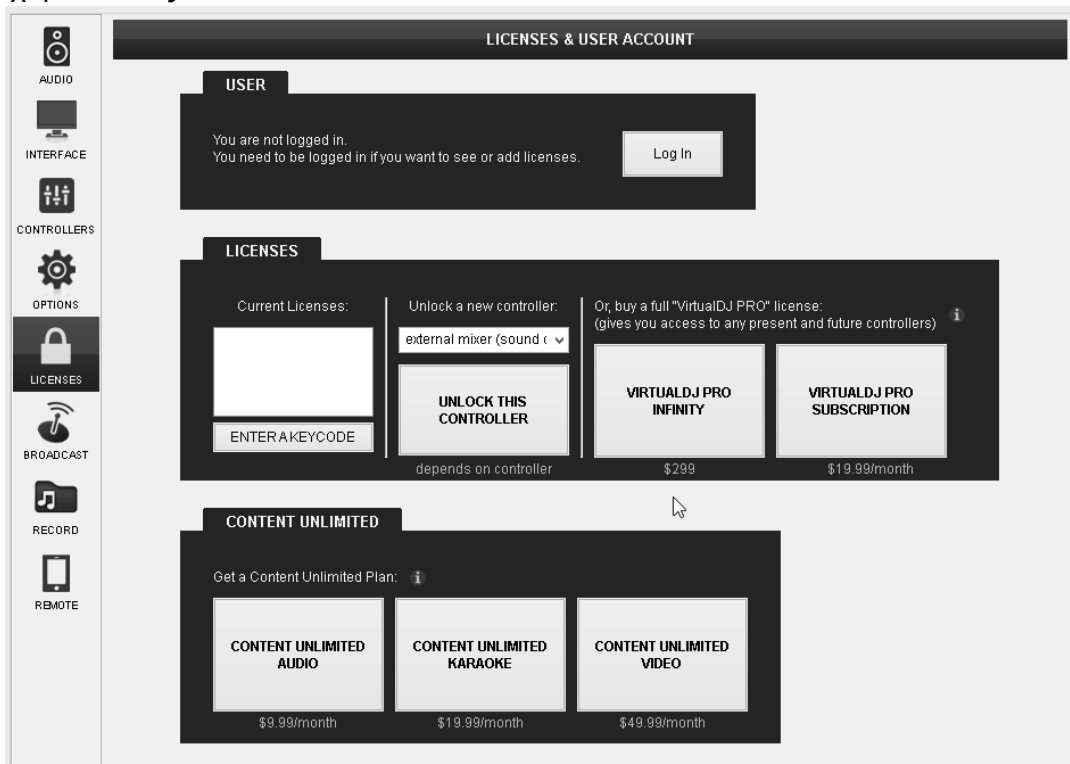 LICENSES & USER ACCOUNT
AUDIO
INTERFACE
CONTROLLERS
OPTIONS
LICENSES
BROADCAST
RECORD
REMOTE
USER
You are not logged in.
You need to be logged in if you want to see or add licenses.
Log In
LICENSES
Current Licenses:
ENTER A KEYCODE
Unlock a new controller:
external mixer (sound c
UNLOCK THIS
CONTROLLER
depends on controller
Or, buy a full "VirtualDJ PRO" license:
(gives you access to any present and future controllers)
VIRTUALDJ PRO
INFINITY
$299
VIRTUALDJ PRO
SUBSCRIPTION
$19.99/month
CONTENT UNLIMITED
Get a Content Unlimited Plan:
CONTENT UNLIMITED
AUDIO
$9.99/month
CONTENT UNLIMITED
KARAOKE
$19.99/month
CONTENT UNLIMITED
VIDEO
$49.99/month